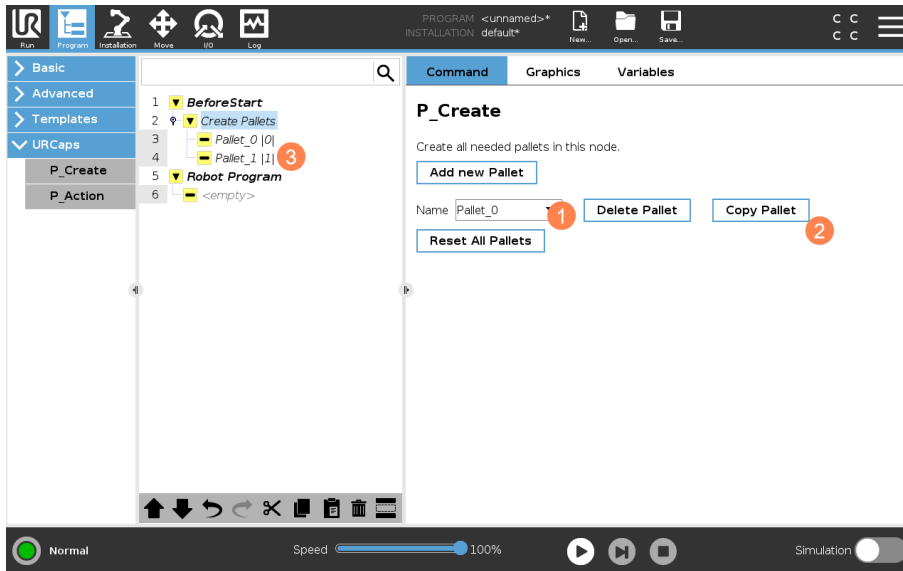 UR
Run
Program
Installation
Move
I/O
Log
PROGRAM <unnamed>*
INSTALLATION default*
New...
Open...
Save...
C C
C C
Basic
Advanced
Templates
URCaps
P_Create
P_Action
1 BeforeStart
2 Create Pallets
3 Pallet_0 |0|
4 Pallet_1 |1| 3
5 Robot Program
6 <empty>
Command Graphics Variables
P_Create
Create all needed pallets in this node.
Add new Pallet
Name Pallet_0 1 Delete Pallet Copy Pallet 2
Reset All Pallets
Normal
Speed 100%
Simulation